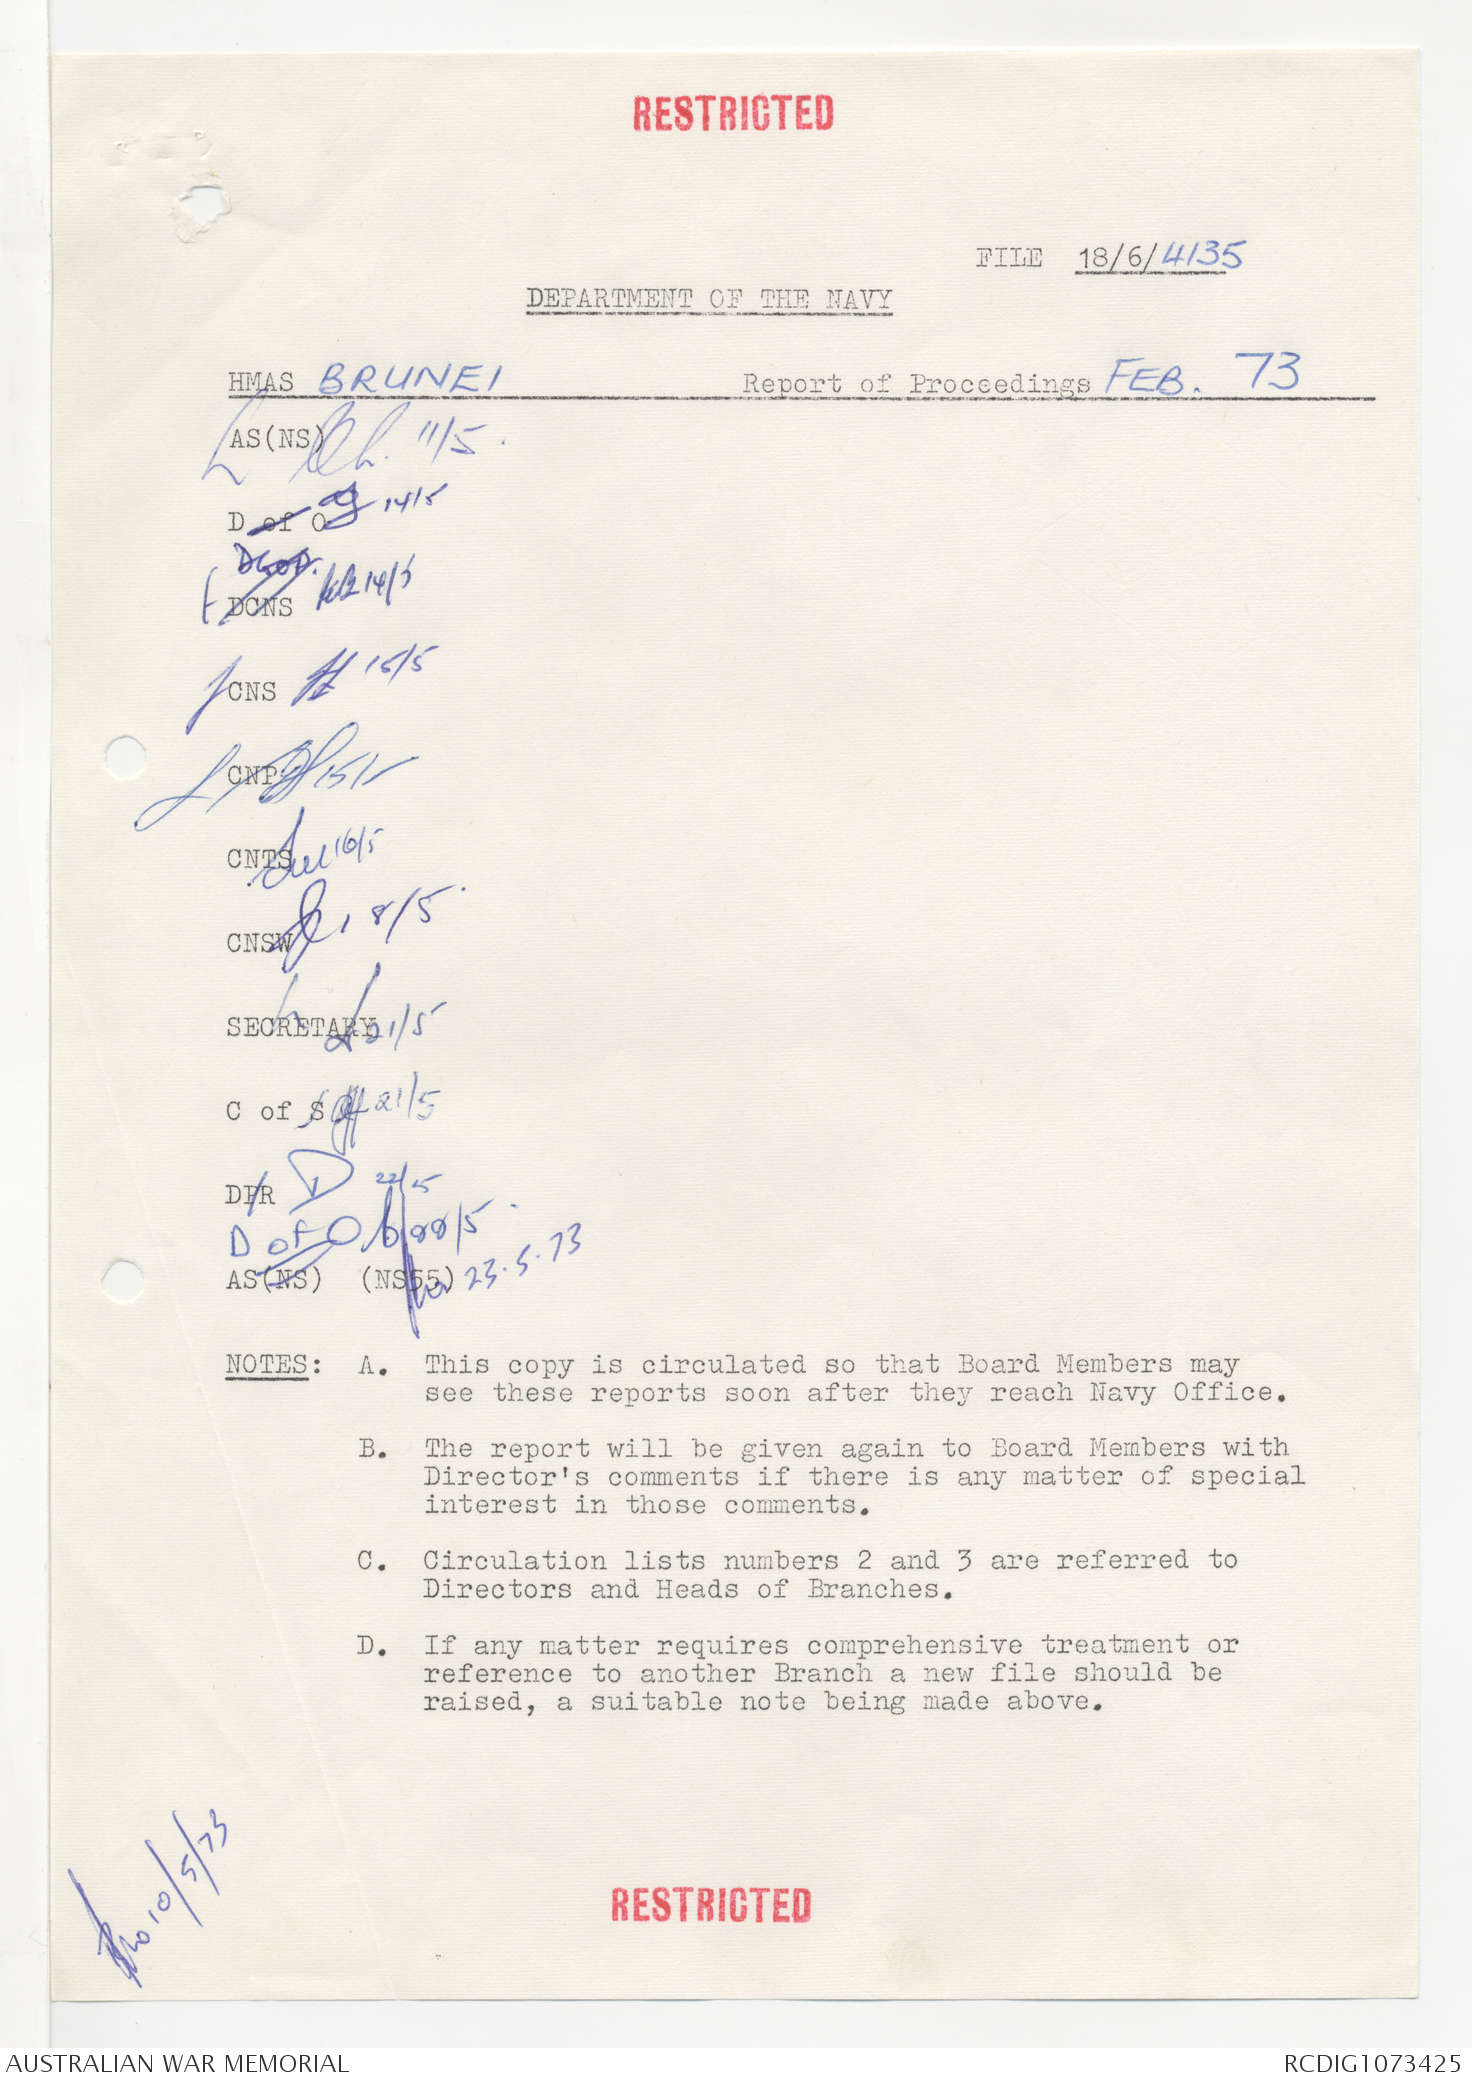 RESTRICTED
FILE 18/6/4135
DEPARTMENT OF THE NAVY
HMAS BRUNEI Report of Proceedings FEB. 73
AS(NS) 11/5.
D of O 14/5
DGOP.
DCNS 14/5
CNS 15/5
CNP 15/5
CNTS 16/5
CNSW 18/5.
SECRETARY 21/5
C of S 21/5
DPR 22/5
D of O 22/5.
AS(NS) (NS55) 23.5.73
NOTES: A. This copy is circulated so that Board Members may
see these reports soon after they reach Navy Office.
B. The report will be given again to Board Members with
Director's comments if there is any matter of special
interest in those comments.
C. Circulation lists numbers 2 and 3 are referred to
Directors and Heads of Branches.
D. If any matter requires comprehensive treatment or
reference to another Branch a new file should be
raised, a suitable note being made above.
10/5/73
RESTRICTED
AUSTRALIAN WAR MEMORIAL
RCDIG1073425